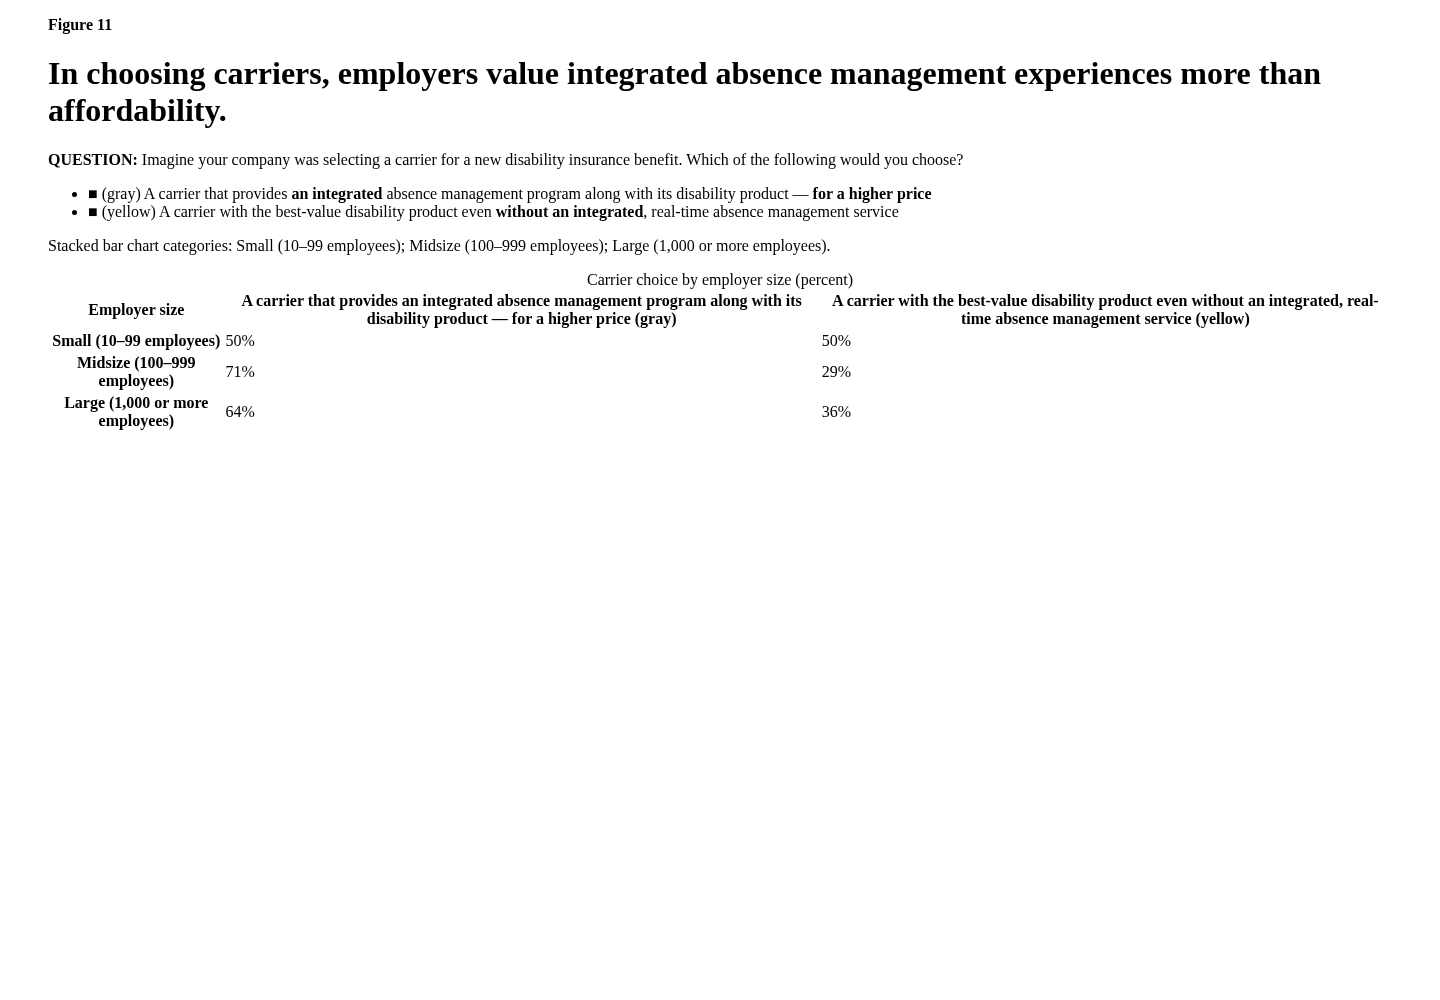 Figure 11
In choosing carriers, employers value integrated absence management experiences more than
affordability.
QUESTION: Imagine your company was selecting a carrier for a new disability insurance benefit. Which of the following would you choose?
• ■ (gray) A carrier that provides an integrated absence management program along with its disability product — for a higher price
• ■ (yellow) A carrier with the best-value disability product even without an integrated, real-time absence management service
Stacked bar chart categories: Small (10–99 employees); Midsize (100–999 employees); Large (1,000 or more employees).
Carrier choice by employer size (percent)
Employer size
A carrier that provides an integrated absence management program along with its
disability product — for a higher price (gray)
A carrier with the best-value disability product even without an integrated, real-
time absence management service (yellow)
Small (10–99 employees) 50% 50%
Midsize (100–999
employees)
71% 29%
Large (1,000 or more
employees)
64% 36%